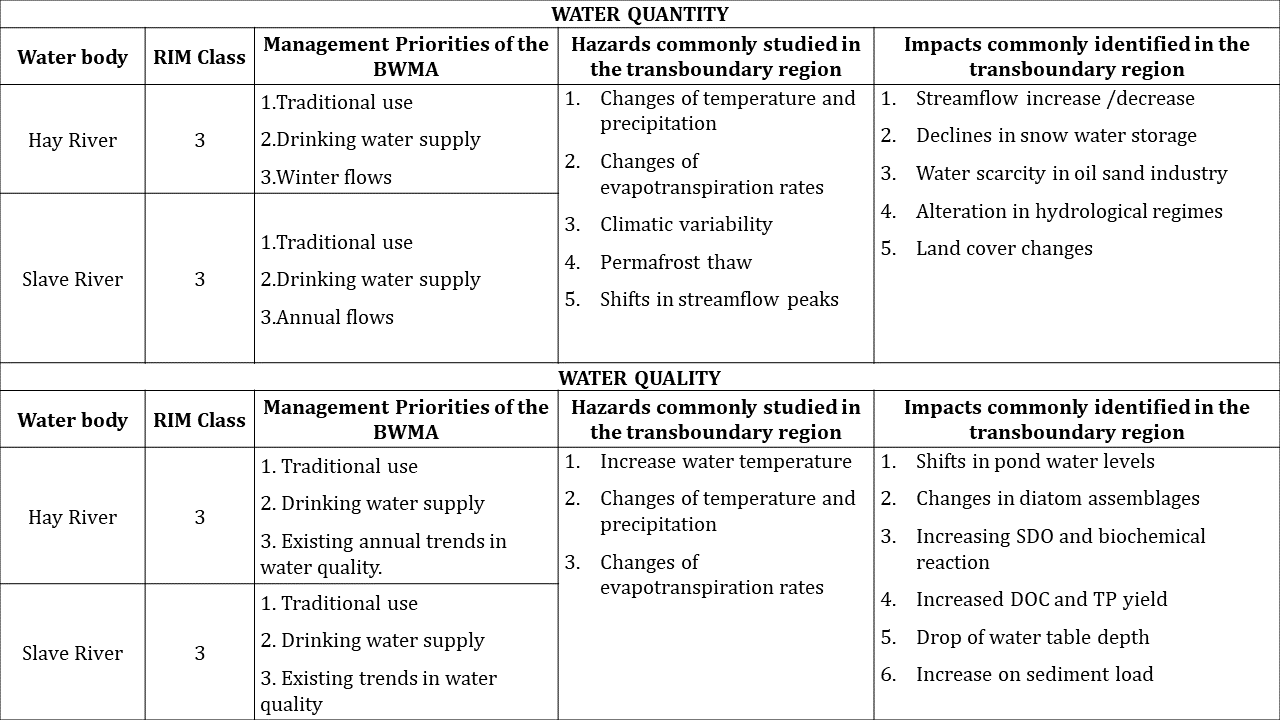 WATER QUANTITY
Water body
RIM Class
Management Priorities of the
BWMA
Hazards commonly studied in
the transboundary region
Impacts commonly identified in the
transboundary region
Hay River
3
1.Traditional use
2.Drinking water supply
3.Winter flows
Slave River
3
1.Traditional use
2.Drinking water supply
3.Annual flows
1. Changes of temperature and
precipitation
2. Changes of
evapotranspiration rates
3. Climatic variability
4. Permafrost thaw
5. Shifts in streamflow peaks
1. Streamflow increase /decrease
2. Declines in snow water storage
3. Water scarcity in oil sand industry
4. Alteration in hydrological regimes
5. Land cover changes
WATER QUALITY
Water body
RIM Class
Management Priorities of the
BWMA
Hazards commonly studied in
the transboundary region
Impacts commonly identified in the
transboundary region
Hay River
3
1. Traditional use
2. Drinking water supply
3. Existing annual trends in
water quality.
Slave River
3
1. Traditional use
2. Drinking water supply
3. Existing trends in water
quality
1. Increase water temperature
2. Changes of temperature and
precipitation
3. Changes of
evapotranspiration rates
1. Shifts in pond water levels
2. Changes in diatom assemblages
3. Increasing SDO and biochemical
reaction
4. Increased DOC and TP yield
5. Drop of water table depth
6. Increase on sediment load